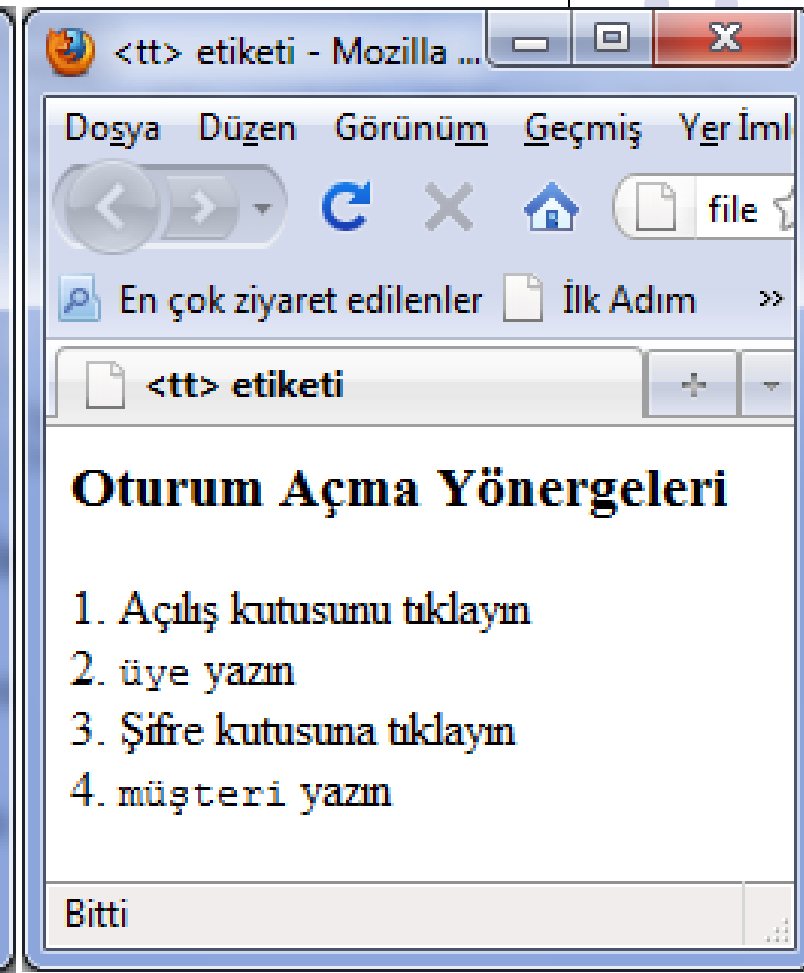 <tt> etiketi - Mozilla ...
Dosya Düzen Görünüm Geçmiş Yer İml
file
En çok ziyaret edilenler İlk Adım »
<tt> etiketi
Oturum Açma Yönergeleri
1. Açılış kutusunu tıklayın
2. üye yazın
3. Şifre kutusuna tıklayın
4. müşteri yazın
Bitti